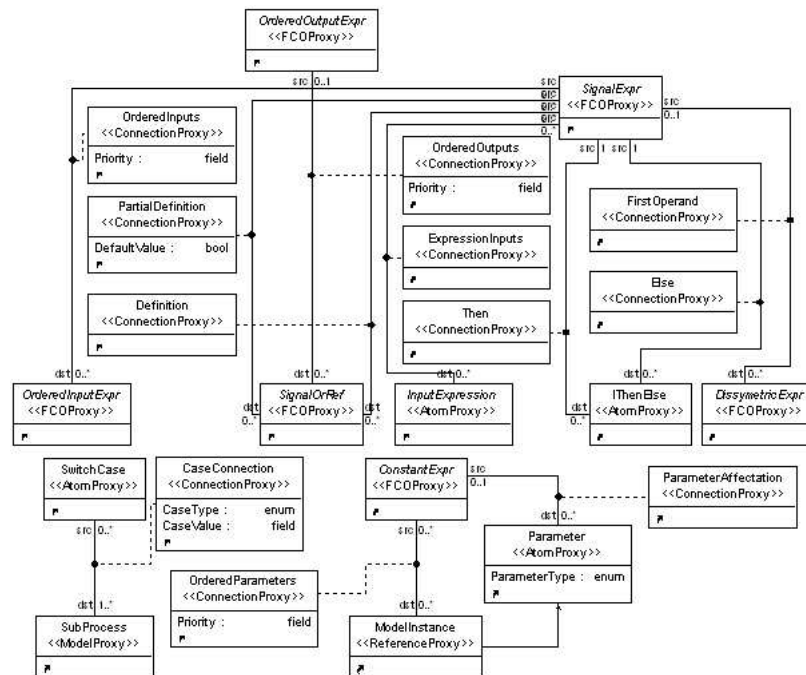 OrderedOutputExpr
<<FCOProxy>>
src 0..1
src
src
src
src
0..*
SignalExpr
<<FCOProxy>>
src
0..1
src 1
src 1
OrderedInputs
<<ConnectionProxy>>
Priority : field
OrderedOutputs
<<ConnectionProxy>>
Priority : field
PartialDefinition
<<ConnectionProxy>>
DefaultValue : bool
FirstOperand
<<ConnectionProxy>>
ExpressionInputs
<<ConnectionProxy>>
Definition
<<ConnectionProxy>>
Then
<<ConnectionProxy>>
Else
<<ConnectionProxy>>
dst 0..*
dst 0..*
dst 0..*
dst 0..*
dst 0..*
OrderedInputExpr
<<FCOProxy>>
dst
0..*
SignalOrRef
<<FCOProxy>>
dst
0..*
InputExpression
<<AtomProxy>>
dst
0..*
IThenElse
<<AtomProxy>>
DissymetricExpr
<<FCOProxy>>
SwitchCase
<<AtomProxy>>
src 0..*
CaseConnection
<<ConnectionProxy>>
CaseType : enum
CaseValue : field
ConstantExpr
<<FCOProxy>>
src
0..1
src 0..*
ParameterAffectation
<<ConnectionProxy>>
dst 0..*
Parameter
<<AtomProxy>>
ParameterType : enum
OrderedParameters
<<ConnectionProxy>>
Priority : field
dst 1..*
SubProcess
<<ModelProxy>>
dst 0..*
ModelInstance
<<ReferenceProxy>>